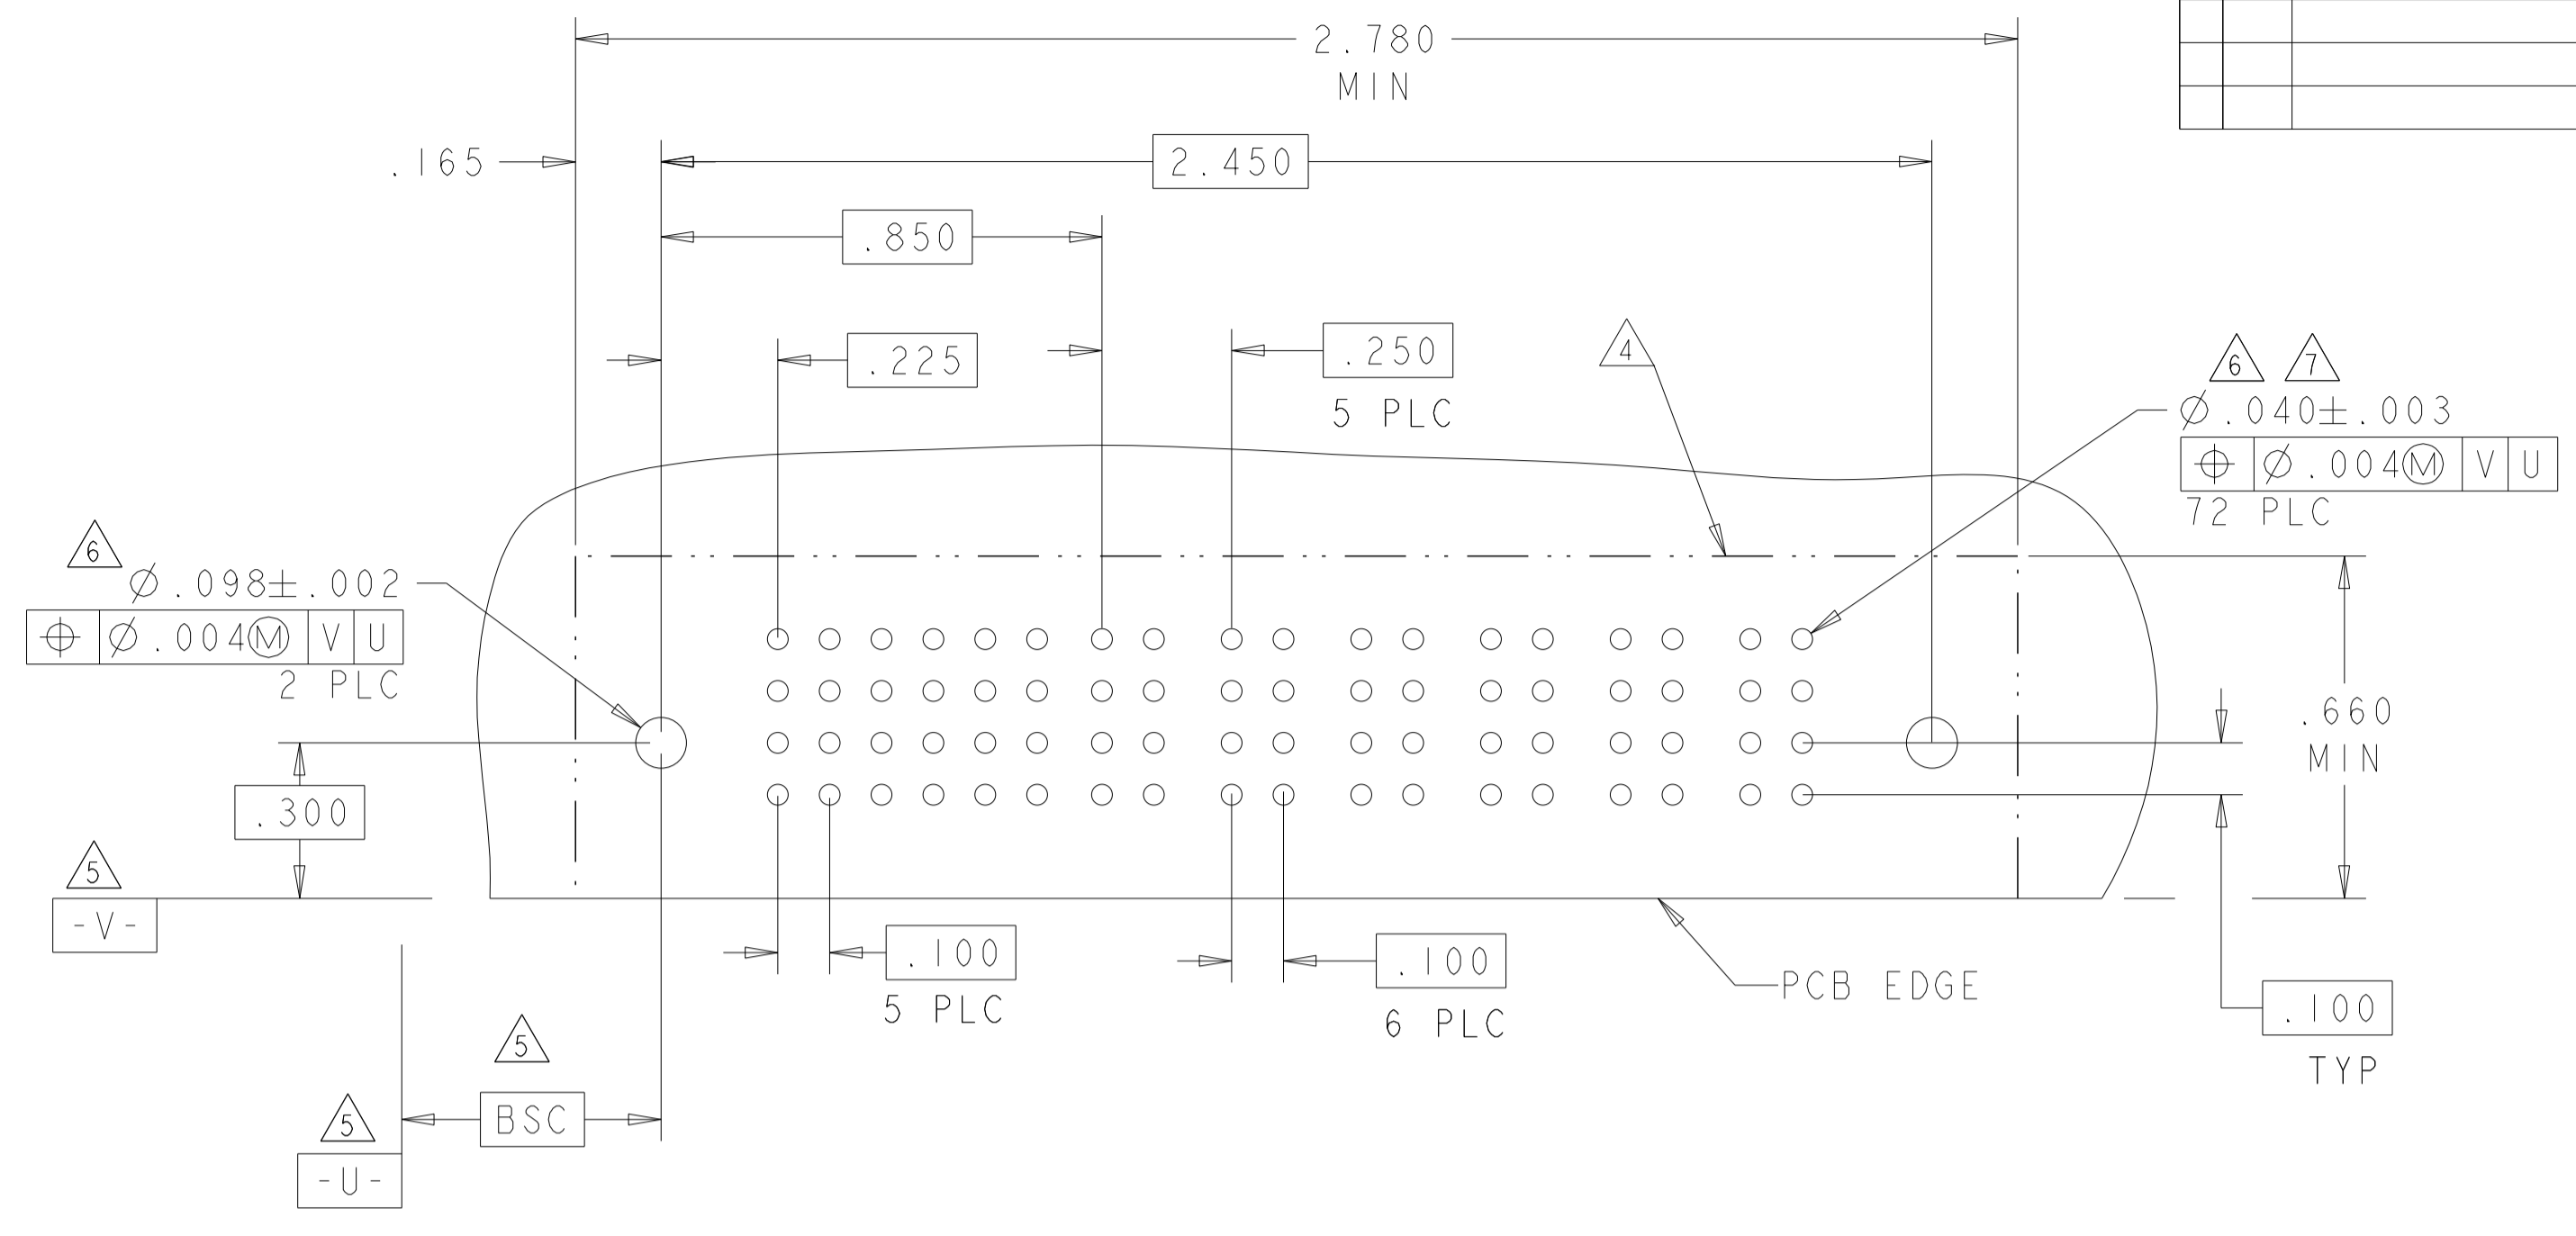 2.780
MIN
.165
2.450
.850
.225
.250
5 PLC
4
6 7
Ø.040±.003
⌖ Ø.004Ⓜ V U
72 PLC
6
Ø.098±.002
⌖ Ø.004Ⓜ V U
2 PLC
.660
MIN
.300
5
-V-
.100
5 PLC
.100
6 PLC
PCB EDGE
.100
TYP
5
BSC
5
-U-